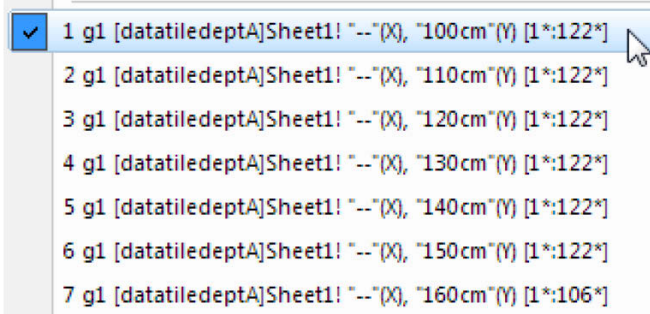 1 g1 [datatiledeptA]Sheet1! "--"(X), "100cm"(Y) [1*:122*]
2 g1 [datatiledeptA]Sheet1! "--"(X), "110cm"(Y) [1*:122*]
3 g1 [datatiledeptA]Sheet1! "--"(X), "120cm"(Y) [1*:122*]
4 g1 [datatiledeptA]Sheet1! "--"(X), "130cm"(Y) [1*:122*]
5 g1 [datatiledeptA]Sheet1! "--"(X), "140cm"(Y) [1*:122*]
6 g1 [datatiledeptA]Sheet1! "--"(X), "150cm"(Y) [1*:122*]
7 g1 [datatiledeptA]Sheet1! "--"(X), "160cm"(Y) [1*:106*]